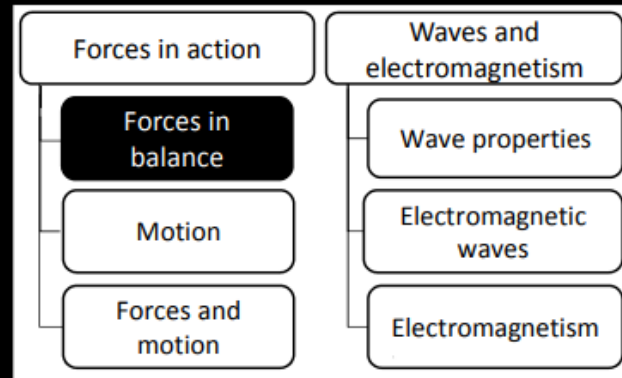 Forces in action
Forces in
balance
Motion
Forces and
motion
Waves and
electromagnetism
Wave properties
Electromagnetic
waves
Electromagnetism